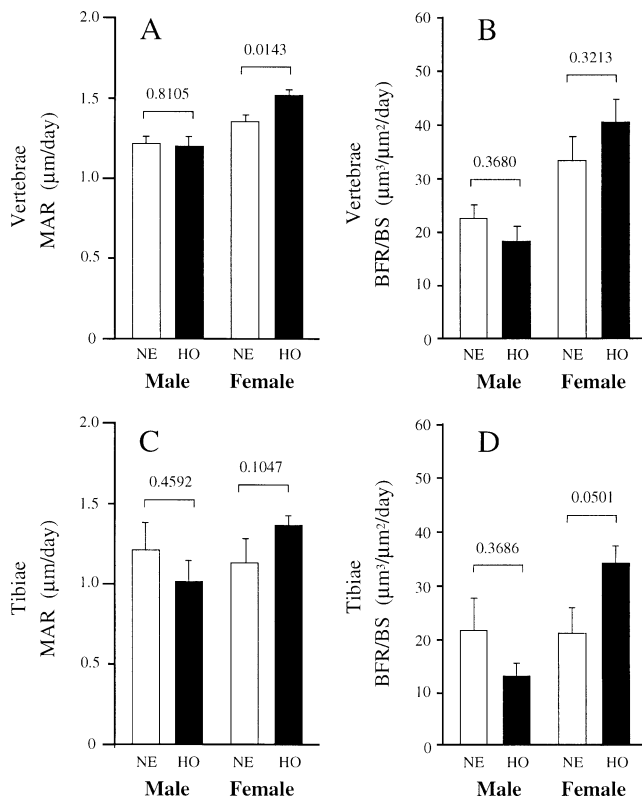 A
2.0
1.5
1.0
0.5
0
Vertebrae
MAR (μm/day)
0.8105
0.0143
NE HO NE HO
Male Female
B
60
50
40
30
20
10
0
Vertebrae
BFR/BS (μm³/μm²/day)
0.3680
0.3213
NE HO NE HO
Male Female
C
2.0
1.5
1.0
0.5
0
Tibiae
MAR (μm/day)
0.4592
0.1047
NE HO NE HO
Male Female
D
60
50
40
30
20
10
0
Tibiae
BFR/BS (μm³/μm²/day)
0.3686
0.0501
NE HO NE HO
Male Female